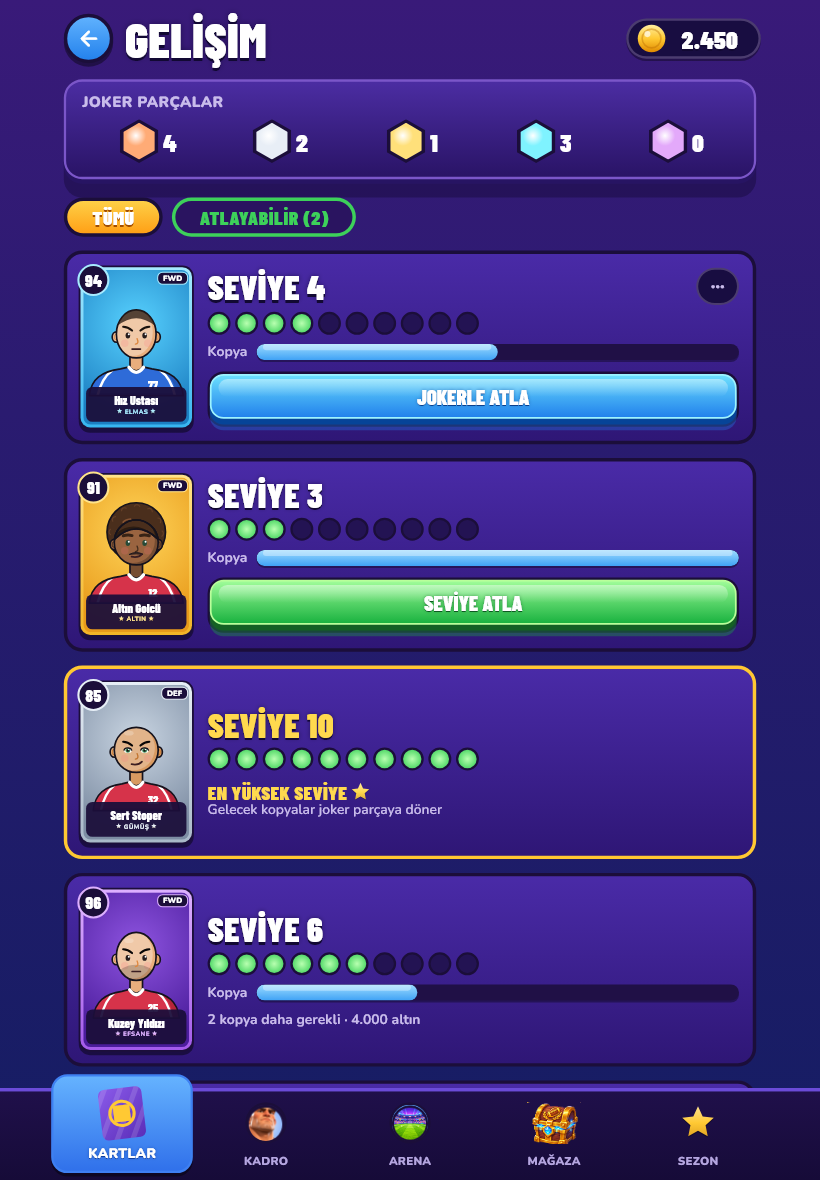 GELİŞİM
2.450
JOKER PARÇALAR
4
2
1
3
0
TÜMÜ
ATLAYABİLİR (2)
94
FWD
77
Hız Ustası
★ ELMAS ★
SEVİYE 4
Kopya
JOKERLE ATLA
91
FWD
12
Altın Golcü
★ ALTIN ★
SEVİYE 3
Kopya
SEVİYE ATLA
85
DEF
32
Sert Stoper
★ GÜMÜŞ ★
SEVİYE 10
EN YÜKSEK SEVİYE
Gelecek kopyalar joker parçaya döner
96
FWD
25
Kuzey Yıldızı
★ EFSANE ★
SEVİYE 6
Kopya
2 kopya daha gerekli · 4.000 altın
KARTLAR
KADRO
ARENA
MAĞAZA
SEZON